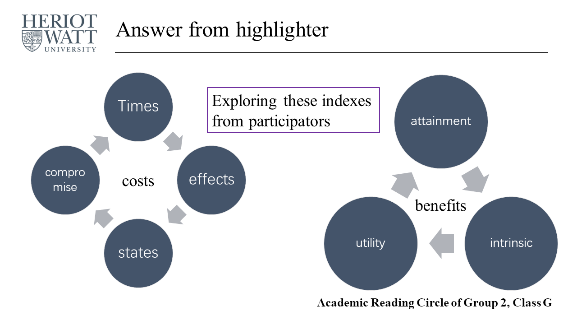 HERIOT
WATT
UNIVERSITY
Answer from highlighter
Exploring these indexes
from participators
Times
effects
states
compro
mise
costs
attainment
intrinsic
utility
benefits
Academic Reading Circle of Group 2, Class G